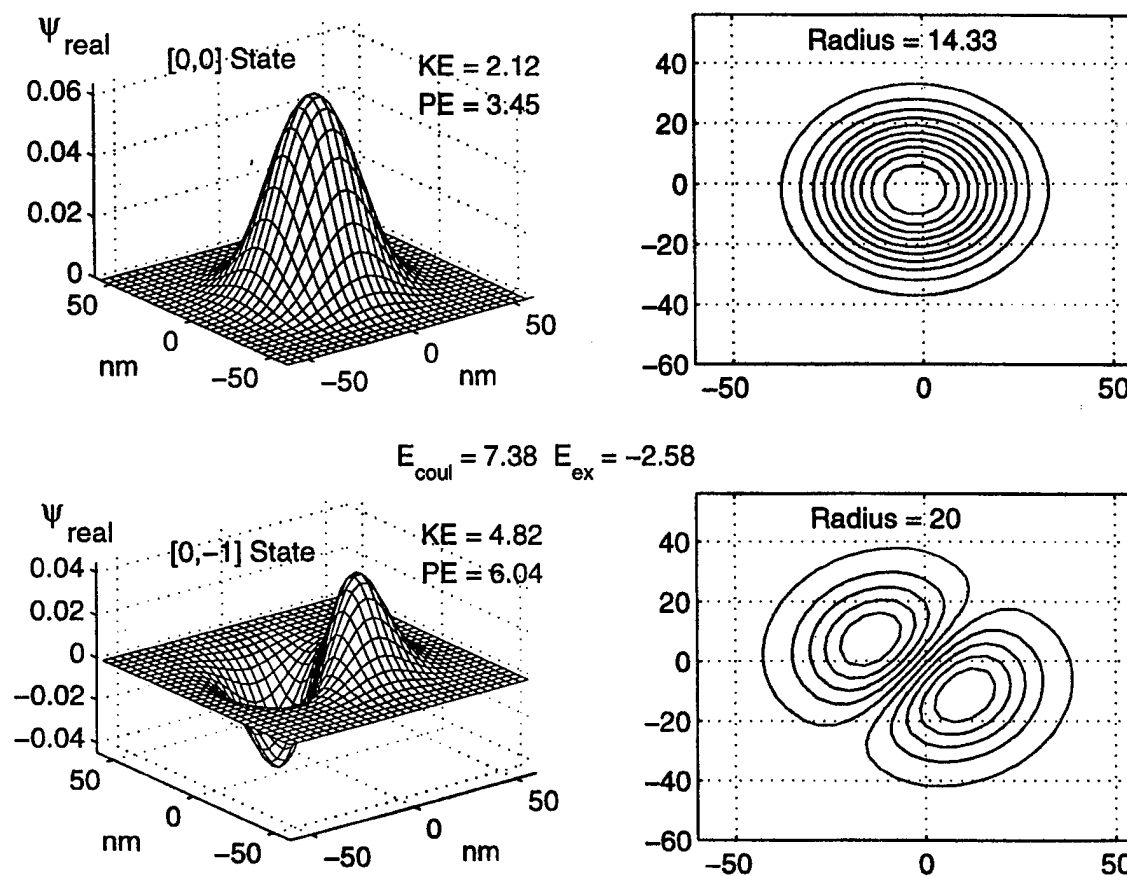 ψ real
[0,0] State
KE = 2.12
PE = 3.45
0.06
0.04
0.02
0
50
0
−50
nm
−50
0
50
nm
Radius = 14.33
40
20
0
−20
−40
−60
−50
0
50
E coul = 7.38 E ex = −2.58
ψ real
[0,−1] State
KE = 4.82
PE = 6.04
0.04
0.02
0
−0.02
−0.04
50
0
−50
nm
−50
0
50
nm
Radius = 20
40
20
0
−20
−40
−60
−50
0
50